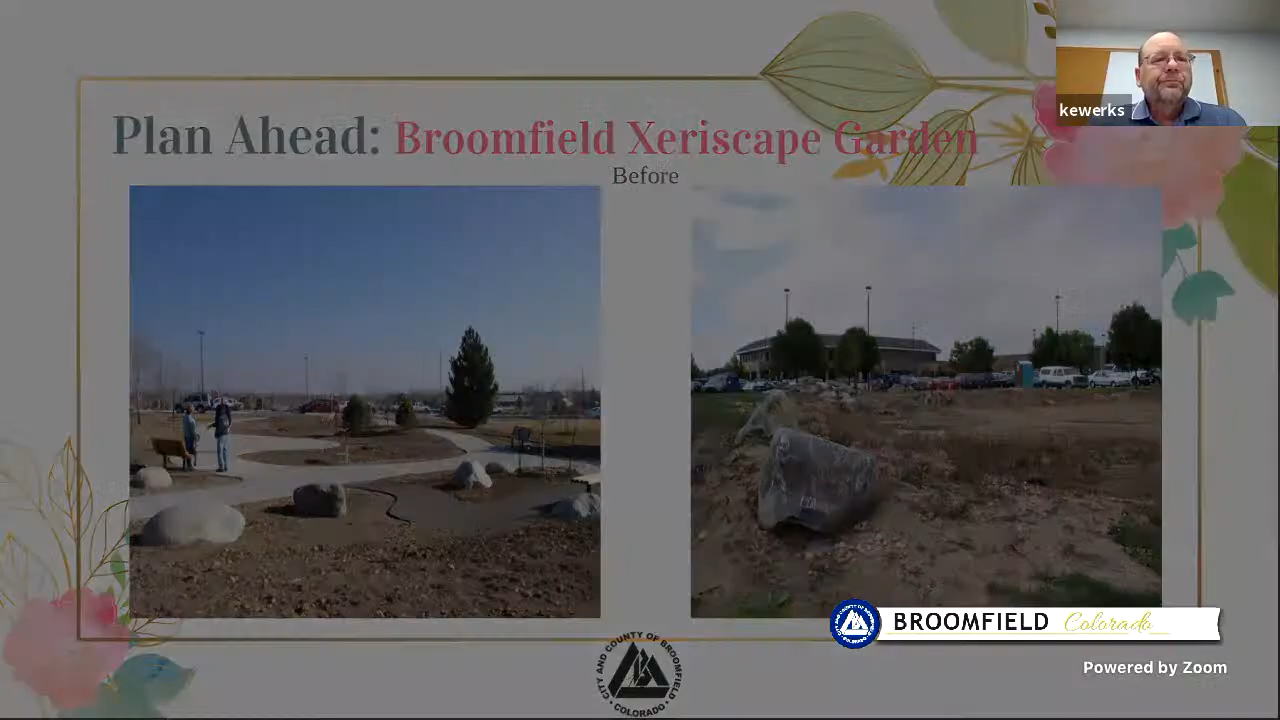 kewerks
Plan Ahead: Broomfield Xeriscape Garden
Before
BROOMFIELD Colorado
Powered by Zoom
CITY AND COUNTY OF BROOMFIELD
COLORADO